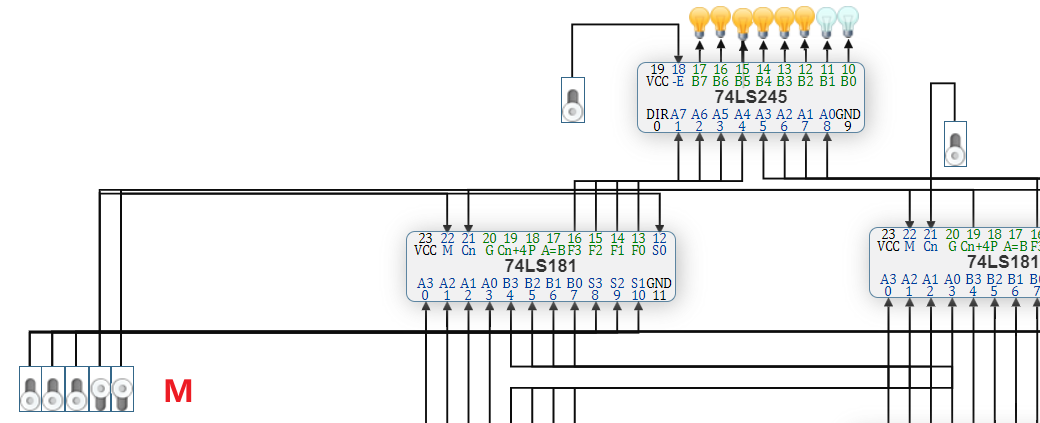 19 18 17 16 15 14 13 12 11 10
VCC -E B7 B6 B5 B4 B3 B2 B1 B0
74LS245
DIR A7 A6 A5 A4 A3 A2 A1 A0 GND
0 1 2 3 4 5 6 7 8 9
23 22 21 20 19 18 17 16 15 14 13 12
VCC M Cn G Cn+4 P A=B F3 F2 F1 F0 S0
74LS181
A3 A2 A1 A0 B3 B2 B1 B0 S3 S2 S1 GND
0 1 2 3 4 5 6 7 8 9 10 11
23 22 21 20 19 18 17 16
VCC M Cn G Cn+4 P A=B F3
74LS181
A3 A2 A1 A0 B3 B2 B1 B0
0 1 2 3 4 5 6 7
M